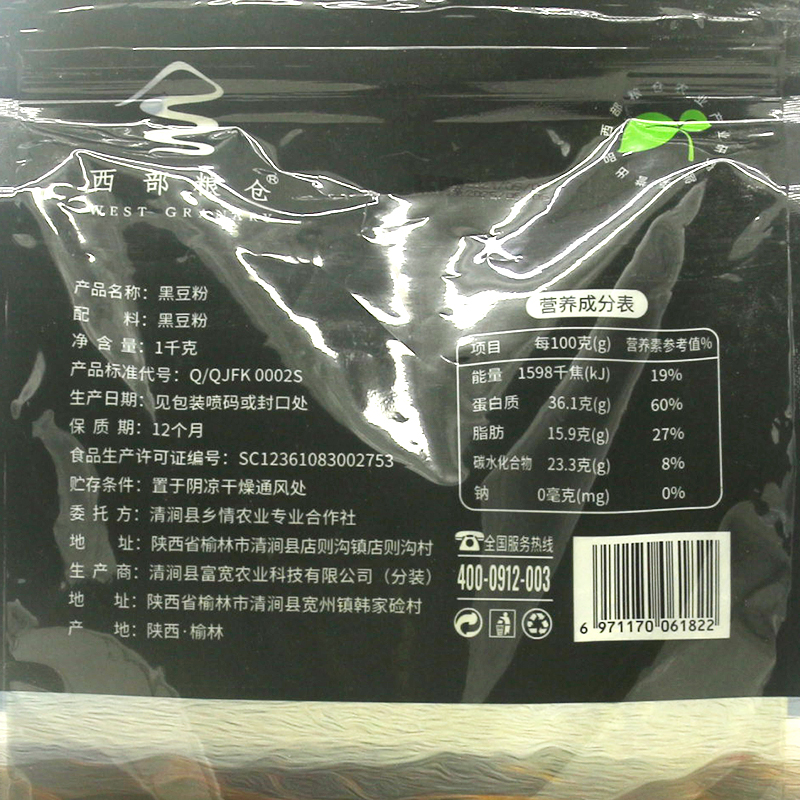 西部粮仓®
WEST GRANARY
产品名称：黑豆粉
配 料：黑豆粉
净含量：1千克
产品标准代号：Q/QJFK 0002S
生产日期：见包装喷码或封口处
保质期：12个月
食品生产许可证编号：SC12361083002753
贮存条件：置于阴凉干燥通风处
委托方：清涧县乡情农业专业合作社
地 址：陕西省榆林市清涧县店则沟镇店则沟村
生产商：清涧县富宽农业科技有限公司（分装）
地 址：陕西省榆林市清涧县宽州镇韩家硷村
产 地：陕西·榆林
营养成分表
项目 每100克(g) 营养素参考值%
能量 1598千焦(kJ) 19%
蛋白质 36.1克(g) 60%
脂肪 15.9克(g) 27%
碳水化合物 23.3克(g) 8%
钠 0毫克(mg) 0%
全国服务热线
400-0912-003
6 971170 061822